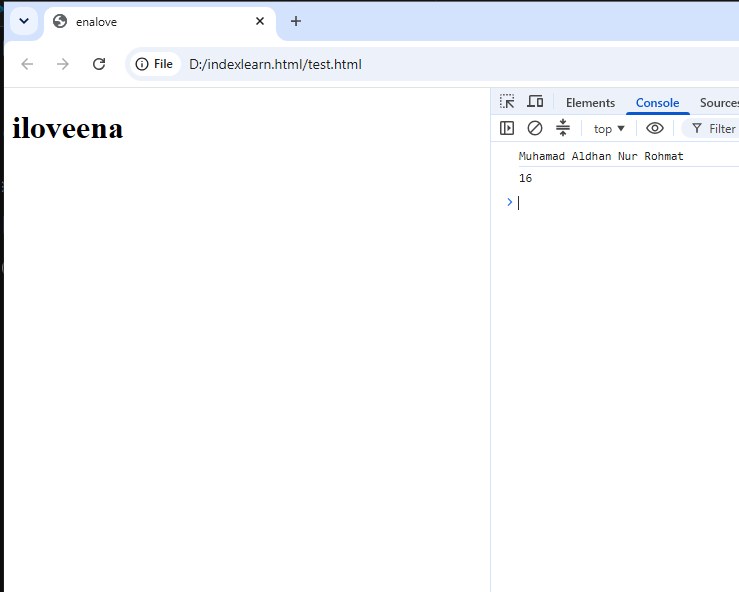 enalove
File D:/indexlearn.html/test.html
iloveena
Elements Console Sources
top Filter
Muhamad Aldhan Nur Rohmat
16